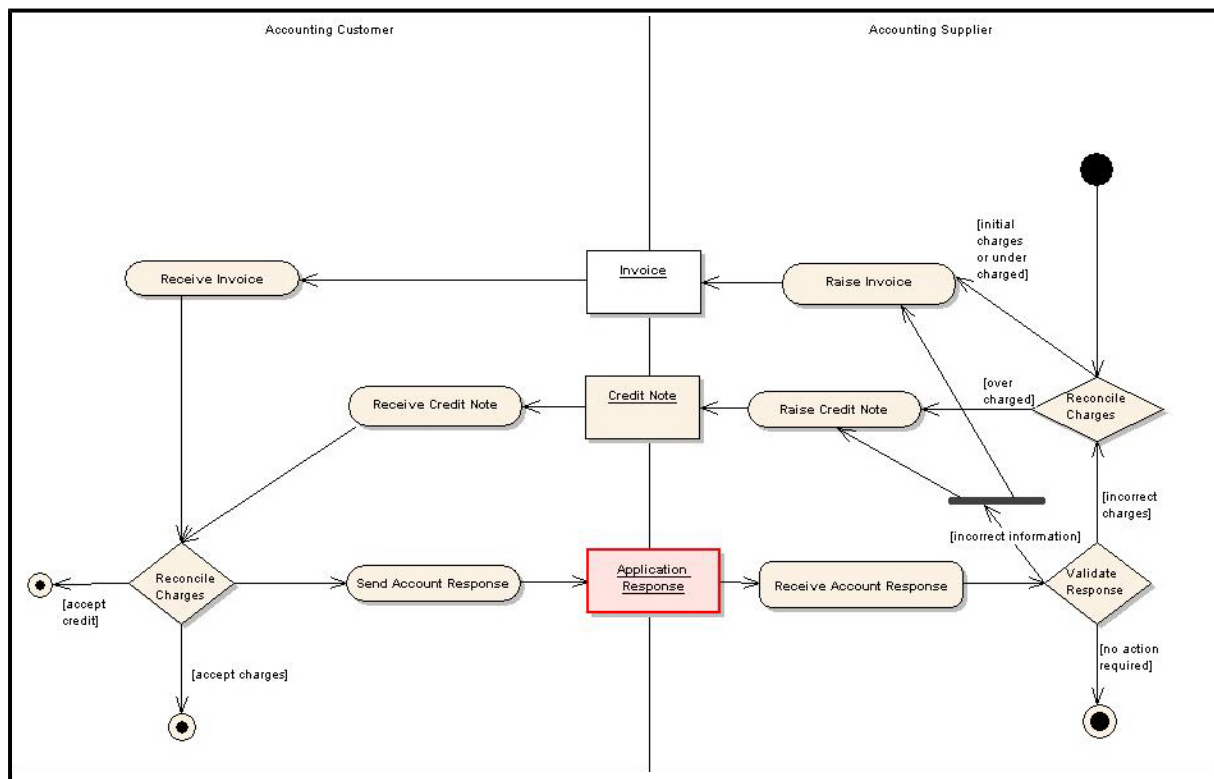 Accounting Customer
Accounting Supplier
[initial
charges
or under
charged]
Receive Invoice
Invoice
Raise Invoice
Receive Credit Note
Credit Note
Raise Credit Note
[over
charged]
Reconcile
Charges
[incorrect
charges]
[incorrect information]
Reconcile
Charges
Send Account Response
Application
Response
Receive Account Response
Validate
Response
[accept
credit]
[accept charges]
[no action
required]